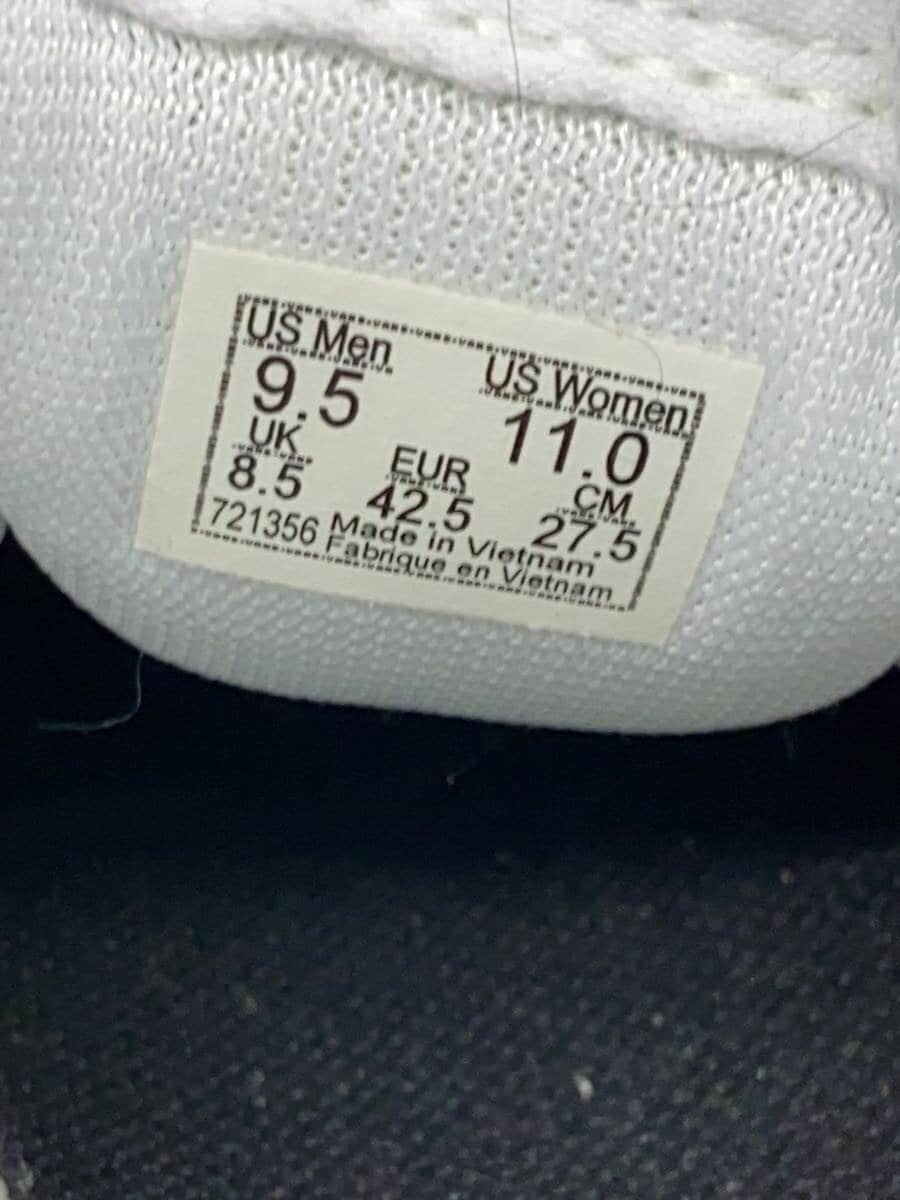 US Men US Women
9.5 11.0
UK EUR CM
8.5 42.5 27.5
721356 Made in Vietnam
Fabrique en Vietnam